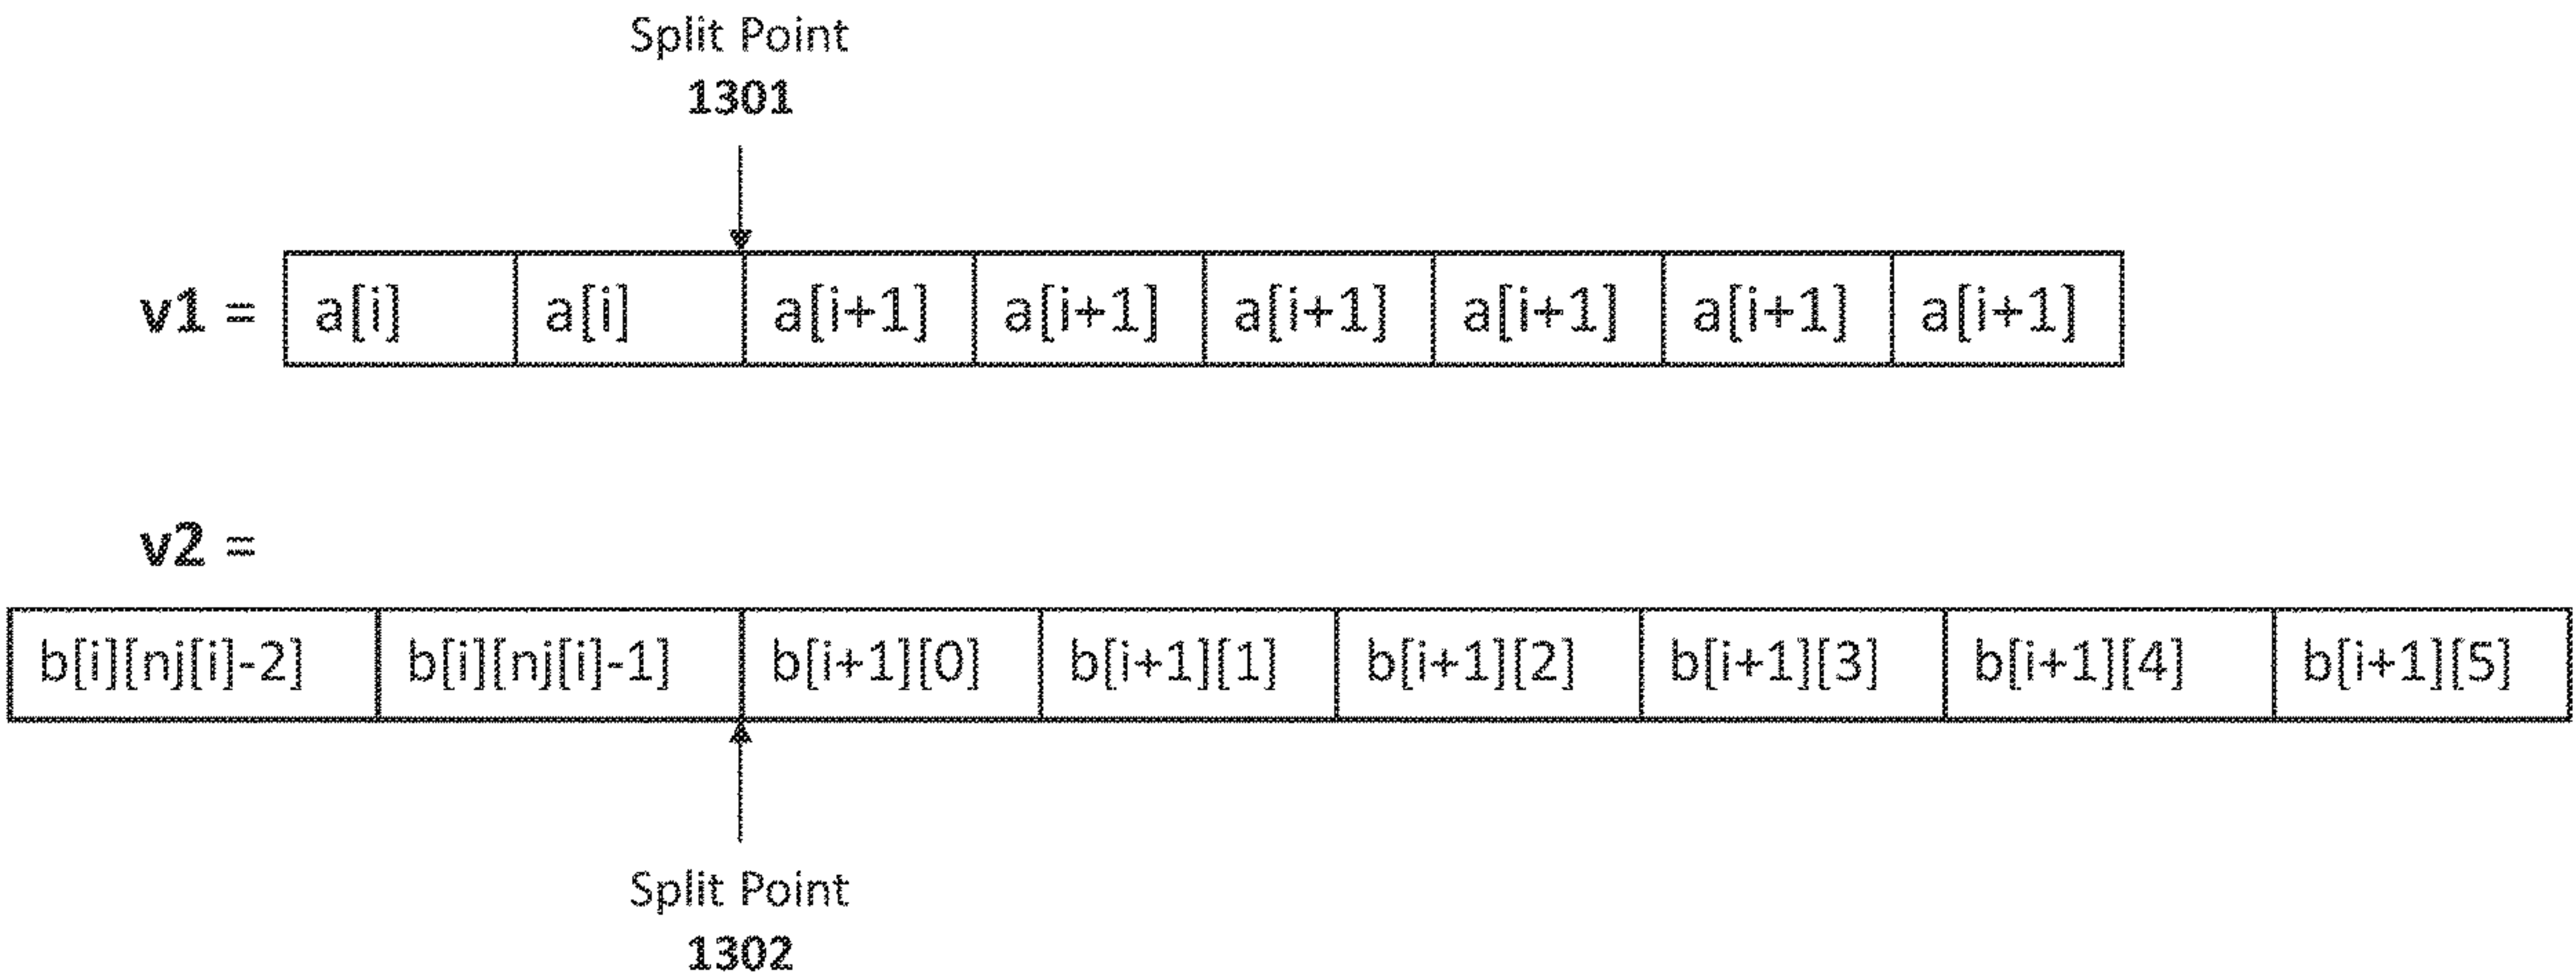 Split Point
1301
v1 = a[i] a[i] a[i+1] a[i+1] a[i+1] a[i+1] a[i+1] a[i+1]
v2 =
b[i][nj[i]-2] b[i][nj[i]-1] b[i+1][0] b[i+1][1] b[i+1][2] b[i+1][3] b[i+1][4] b[i+1][5]
Split Point
1302